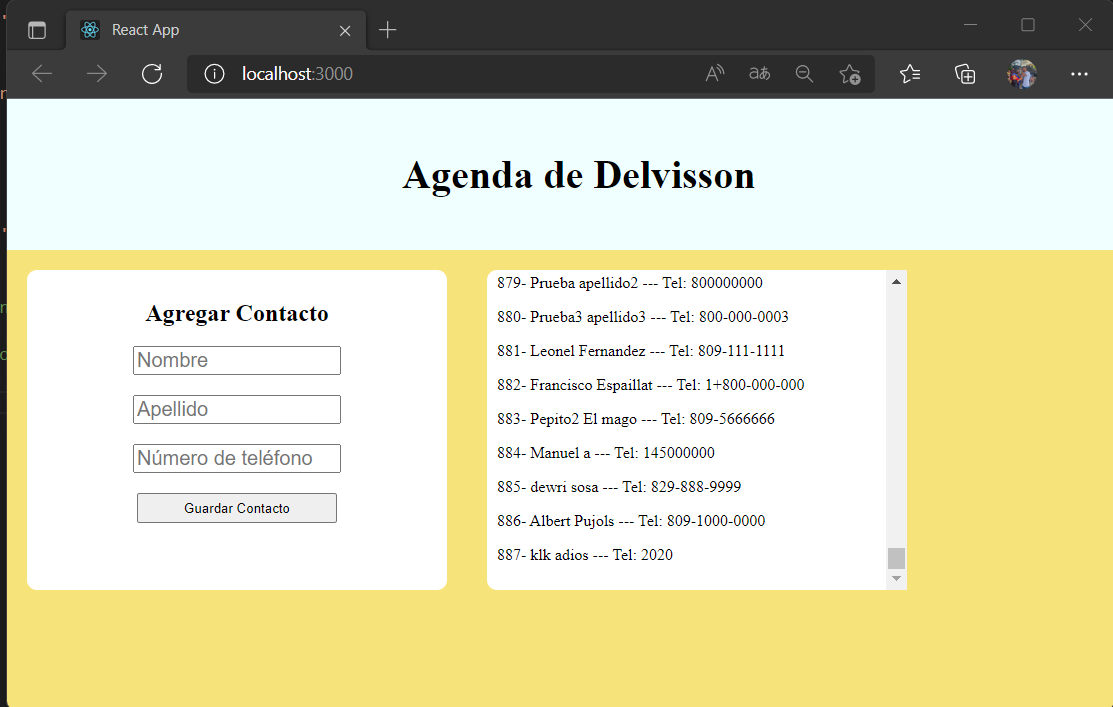 React App
localhost:3000
Agenda de Delvisson
Agregar Contacto
Nombre
Apellido
Número de teléfono
Guardar Contacto
879- Prueba apellido2 --- Tel: 800000000
880- Prueba3 apellido3 --- Tel: 800-000-0003
881- Leonel Fernandez --- Tel: 809-111-1111
882- Francisco Espaillat --- Tel: 1+800-000-000
883- Pepito2 El mago --- Tel: 809-5666666
884- Manuel a --- Tel: 145000000
885- dewri sosa --- Tel: 829-888-9999
886- Albert Pujols --- Tel: 809-1000-0000
887- klk adios --- Tel: 2020